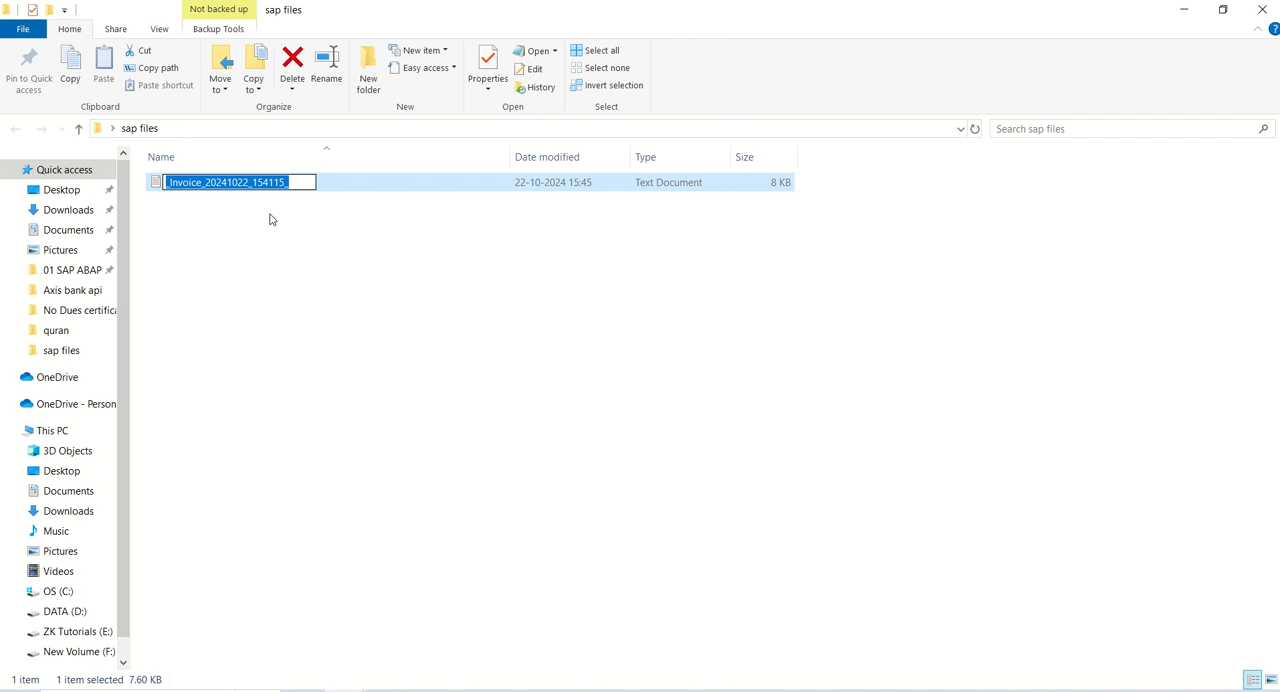 Not backed up
sap files
File
Home
Share
View
Backup Tools
Pin to Quick
access
Copy
Paste
Cut
Copy path
Paste shortcut
Clipboard
Move
to
Copy
to
Delete
Rename
Organize
New
folder
New item
Easy access
New
Properties
Open
Edit
History
Open
Select all
Select none
Invert selection
Select
sap files
Search sap files
Name
Date modified
Type
Size
_Invoice_20241022_154115_
22-10-2024 15:45
Text Document
8 KB
Quick access
Desktop
Downloads
Documents
Pictures
01 SAP ABAP
Axis bank api
No Dues certifica
quran
sap files
OneDrive
OneDrive - Person
This PC
3D Objects
Desktop
Documents
Downloads
Music
Pictures
Videos
OS (C:)
DATA (D:)
ZK Tutorials (E:)
New Volume (F:)
1 item
1 item selected 7.60 KB